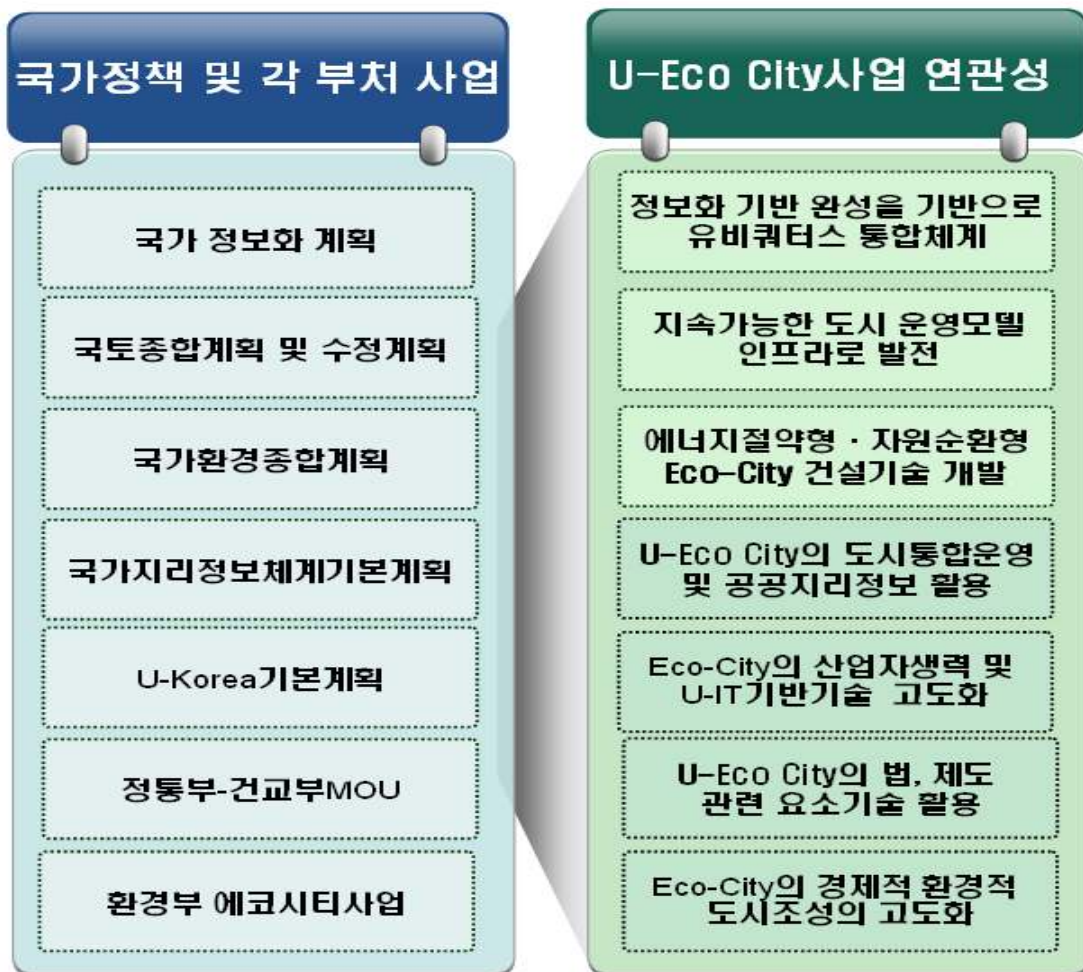 국가정책 및 각 부처 사업
국가 정보화 계획
국토종합계획 및 수정계획
국가환경종합계획
국가지리정보체계기본계획
U-Korea기본계획
정통부-건교부MOU
환경부 에코시티사업
U-Eco City사업 연관성
정보화 기반 완성을 기반으로
유비쿼터스 통합체계
지속가능한 도시 운영모델
인프라로 발전
에너지절약형 · 자원순환형
Eco-City 건설기술 개발
U-Eco City의 도시통합운영
및 공공지리정보 활용
Eco-City의 산업자생력 및
U-IT기반기술 고도화
U-Eco City의 법, 제도
관련 요소기술 활용
Eco-City의 경제적 환경적
도시조성의 고도화